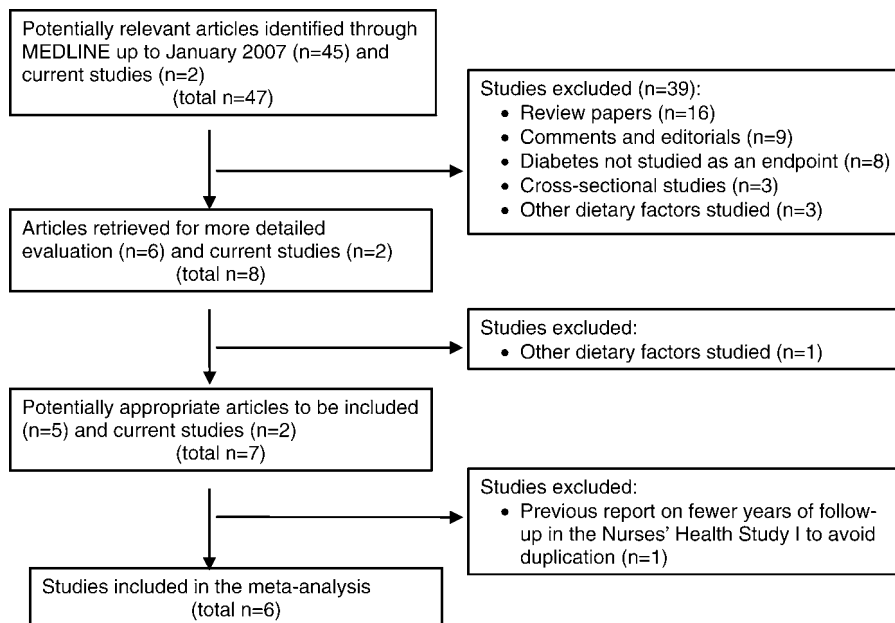 Potentially relevant articles identified through
MEDLINE up to January 2007 (n=45) and
current studies (n=2)
(total n=47)
Studies excluded (n=39):
• Review papers (n=16)
• Comments and editorials (n=9)
• Diabetes not studied as an endpoint (n=8)
• Cross-sectional studies (n=3)
• Other dietary factors studied (n=3)
Articles retrieved for more detailed
evaluation (n=6) and current studies (n=2)
(total n=8)
Studies excluded:
• Other dietary factors studied (n=1)
Potentially appropriate articles to be included
(n=5) and current studies (n=2)
(total n=7)
Studies excluded:
• Previous report on fewer years of follow-
up in the Nurses’ Health Study I to avoid
duplication (n=1)
Studies included in the meta-analysis
(total n=6)